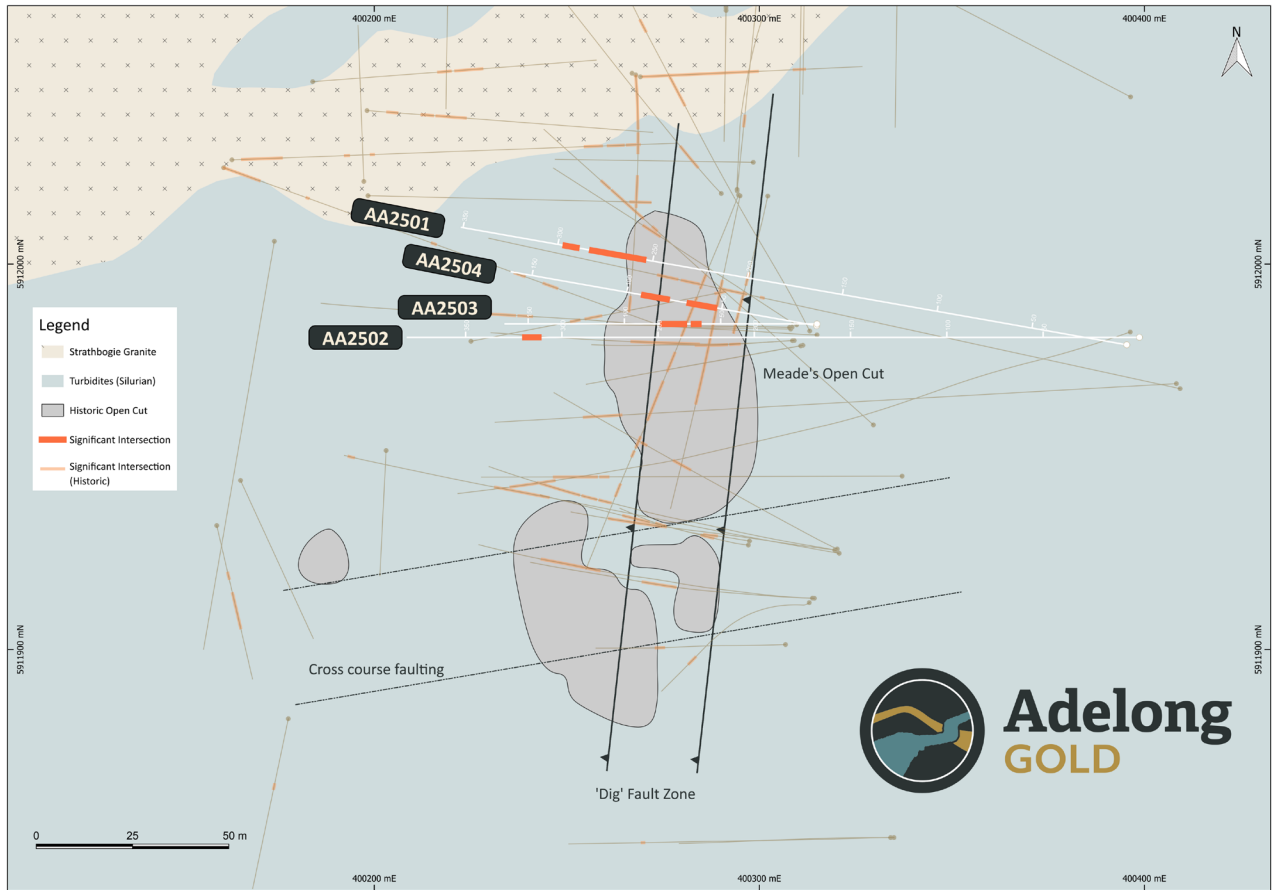 400200 mE
400300 mE
400400 mE
N
5912000 mN
5912000 mN
AA2501
AA2504
AA2503
AA2502
Legend
Strathbogie Granite
Turbidites (Silurian)
Historic Open Cut
Significant Intersection
Significant Intersection
(Historic)
Meade's Open Cut
Cross course faulting
5911900 mN
5911900 mN
Adelong
GOLD
'Dig' Fault Zone
0
25
50 m
400200 mE
400300 mE
400400 mE